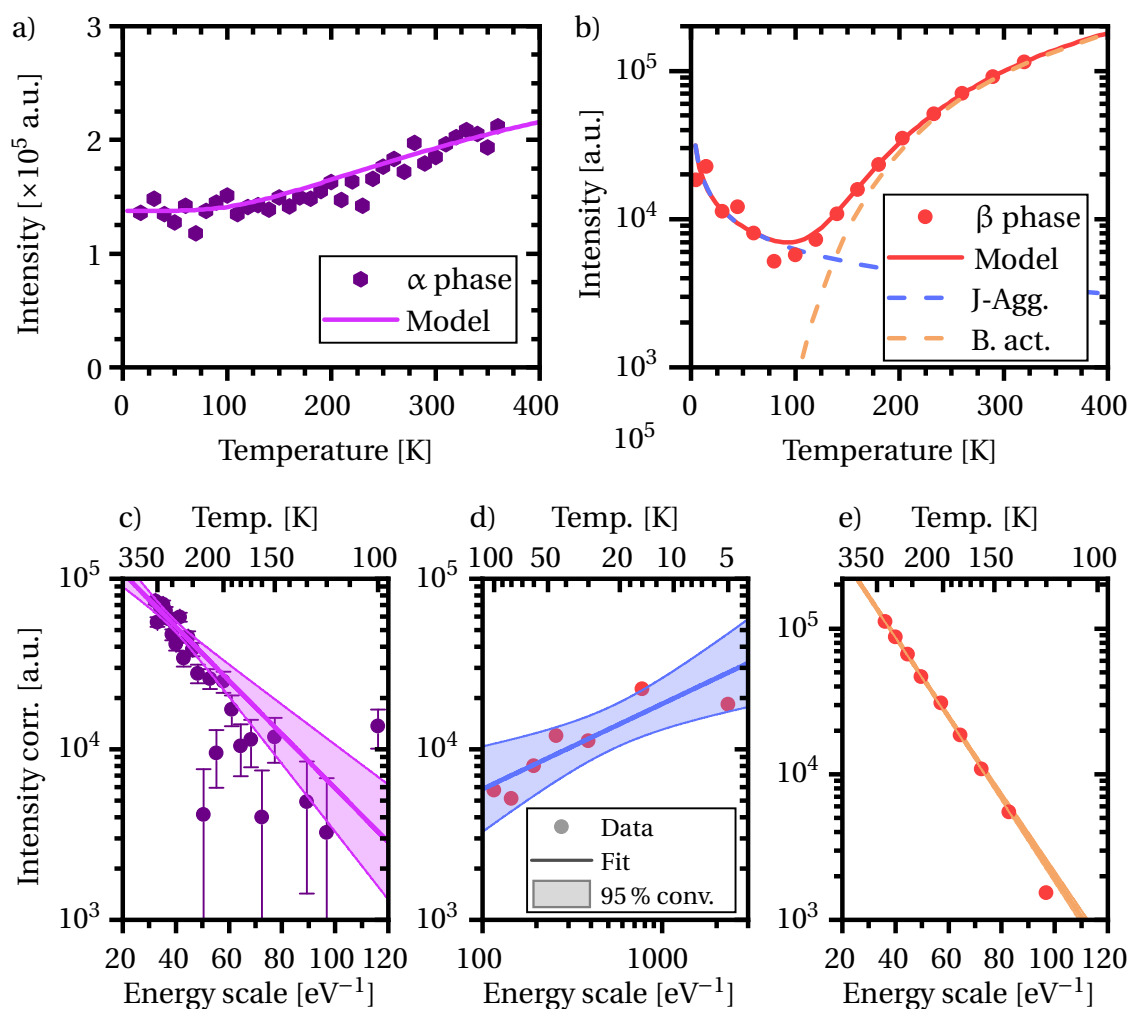 a)
Intensity [×10⁵ a.u.]
3
2
1
0
α phase
Model
0 100 200 300 400
Temperature [K]
b)
Intensity [a.u.]
10⁵
10⁴
10³
β phase
Model
J-Agg.
B. act.
0 100 200 300 400
Temperature [K]
10⁵
c)
Temp. [K]
350 200 150 100
Intensity corr. [a.u.]
10⁵
10⁴
10³
20 40 60 80 100 120
Energy scale [eV⁻¹]
d)
Temp. [K]
100 50 20 10 5
Data
Fit
95 % conv.
100 1000
Energy scale [eV⁻¹]
e)
Temp. [K]
350 200 150 100
10⁵
10⁴
10³
20 40 60 80 100 120
Energy scale [eV⁻¹]